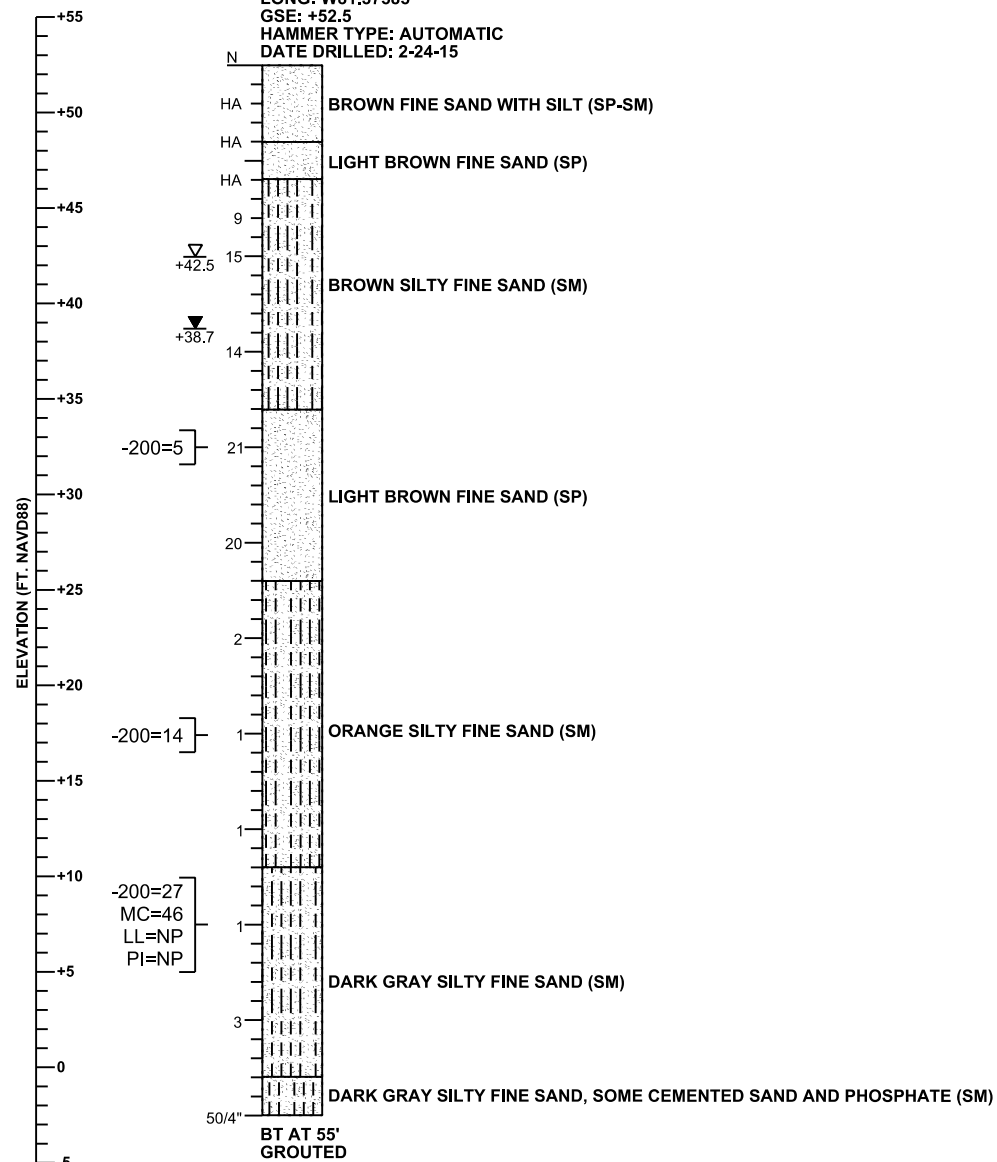 GSE: +52.5
HAMMER TYPE: AUTOMATIC
DATE DRILLED: 2-24-15
+55
N
HA
BROWN FINE SAND WITH SILT (SP-SM)
+50
HA
LIGHT BROWN FINE SAND (SP)
HA
+45
9
+42.5
15
BROWN SILTY FINE SAND (SM)
+40
+38.7
14
+35
-200=5
21
ELEVATION (FT. NAVD88)
+30
LIGHT BROWN FINE SAND (SP)
20
+25
2
+20
-200=14
1
ORANGE SILTY FINE SAND (SM)
+15
1
+10
-200=27
MC=46
LL=NP
PI=NP
1
+5
DARK GRAY SILTY FINE SAND (SM)
3
0
DARK GRAY SILTY FINE SAND, SOME CEMENTED SAND AND PHOSPHATE (SM)
50/4"
BT AT 55'
GROUTED